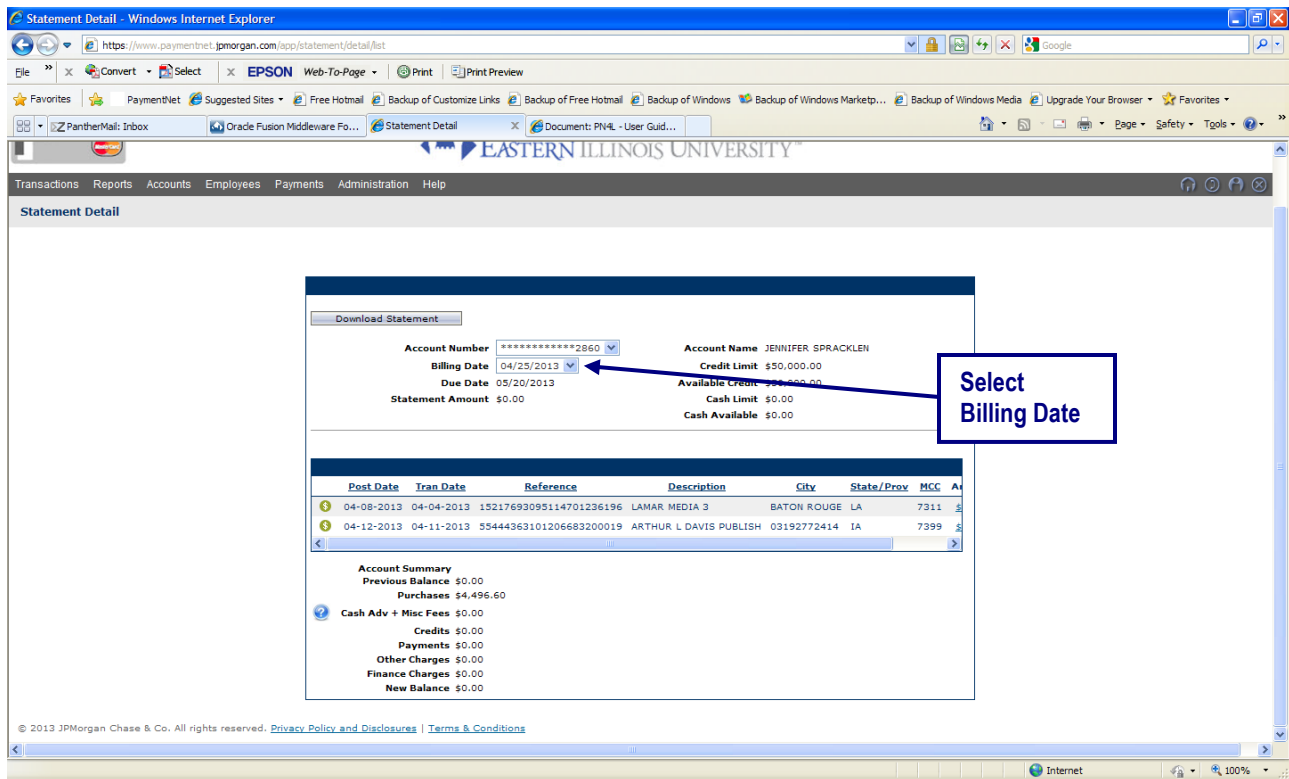 Statement Detail - Windows Internet Explorer
https://www.paymentnet.jpmorgan.com/app/statement/detail/list
Google
File » x Convert Select x EPSON Web-To-Page Print Print Preview
Favorites PaymentNet Suggested Sites Free Hotmail Backup of Customize Links Backup of Free Hotmail Backup of Windows Backup of Windows Marketp... Backup of Windows Media Upgrade Your Browser Favorites
PantherMail: Inbox Oracle Fusion Middleware Fo... Statement Detail X Document: PN4L - User Guid... Page Safety Tools »
EASTERN ILLINOIS UNIVERSITY™
Transactions Reports Accounts Employees Payments Administration Help
Statement Detail
Download Statement
Account Number ************2860 Account Name JENNIFER SPRACKLEN
Billing Date 04/25/2013 Credit Limit $50,000.00
Due Date 05/20/2013 Available Credit $50,000.00
Statement Amount $0.00 Cash Limit $0.00
Cash Available $0.00
Select
Billing Date
Post Date Tran Date Reference Description City State/Prov MCC
04-08-2013 04-04-2013 15217693095114701236196 LAMAR MEDIA 3 BATON ROUGE LA 7311 $
04-12-2013 04-11-2013 55444363101206683200019 ARTHUR L DAVIS PUBLISH 03192772414 IA 7399 $
Account Summary
Previous Balance $0.00
Purchases $4,496.60
Cash Adv + Misc Fees $0.00
Credits $0.00
Payments $0.00
Other Charges $0.00
Finance Charges $0.00
New Balance $0.00
© 2013 JPMorgan Chase & Co. All rights reserved. Privacy Policy and Disclosures | Terms & Conditions
Internet 100%